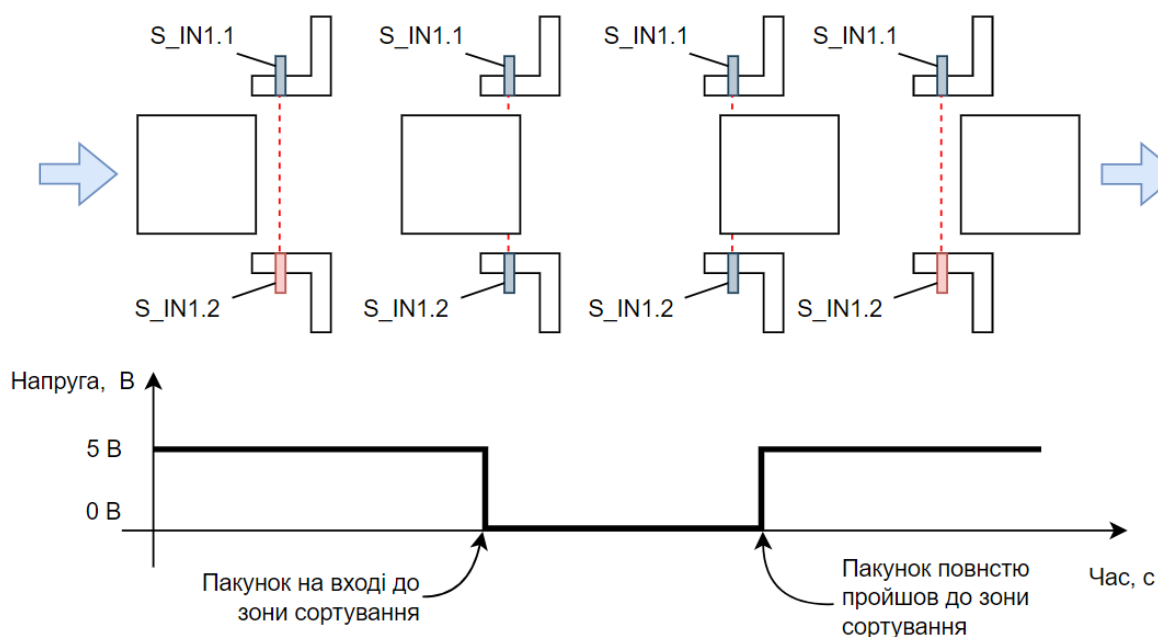 S_IN1.1
S_IN1.1
S_IN1.1
S_IN1.1
S_IN1.2
S_IN1.2
S_IN1.2
S_IN1.2
Напруга, В
5 В
0 В
Пакунок на вході до
зони сортування
Пакунок повнстю
пройшов до зони
сортування
Час, с